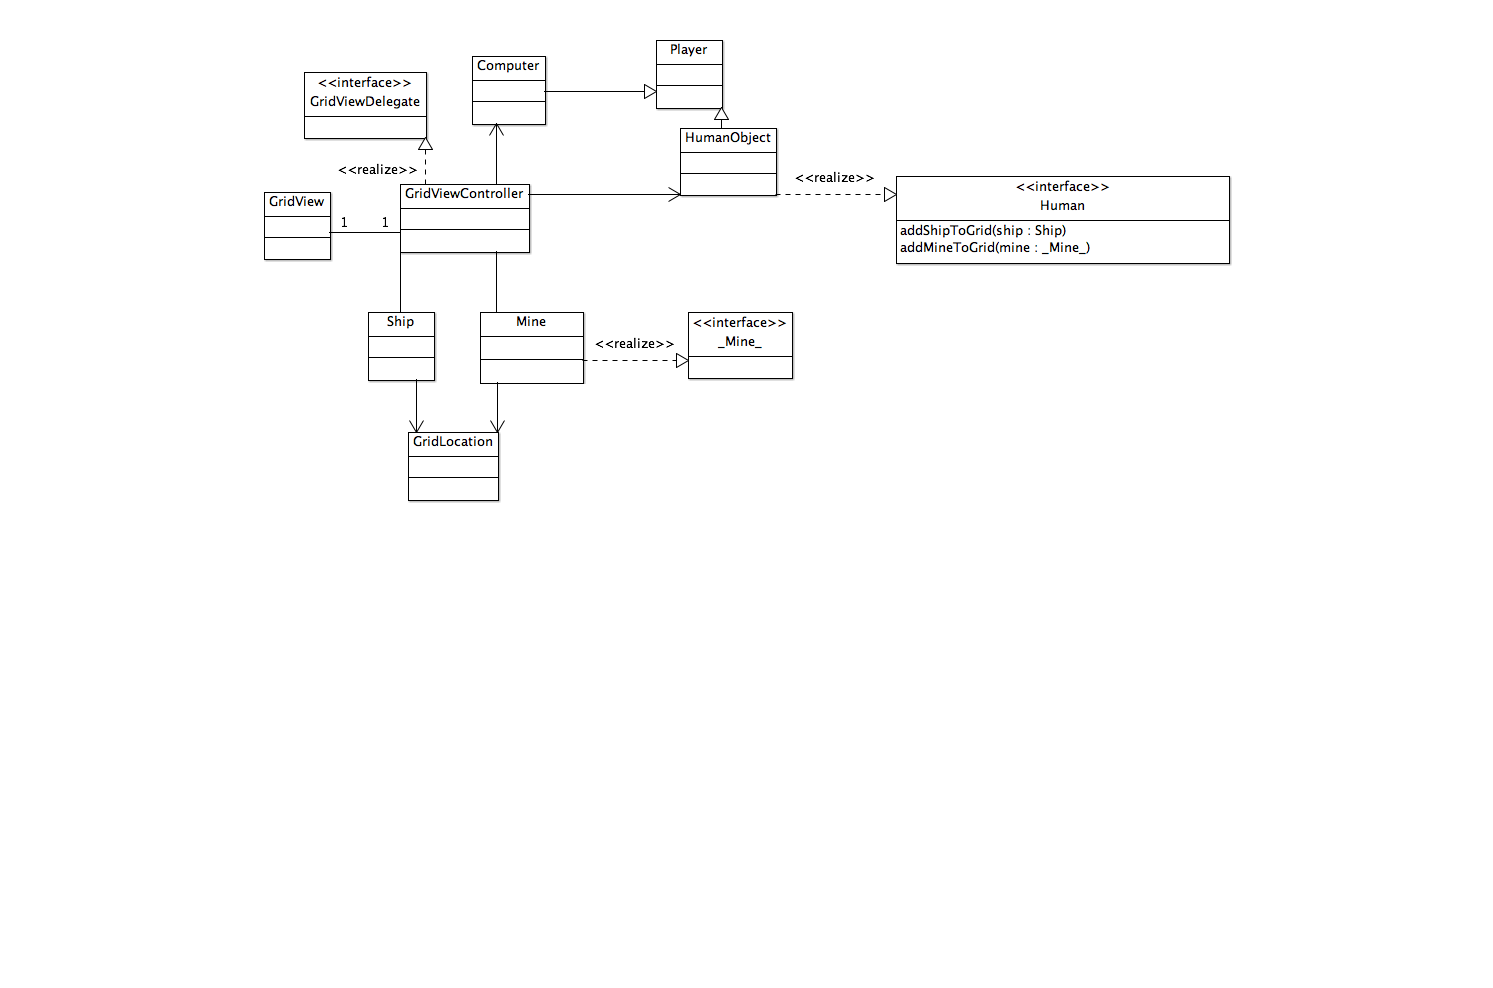 Player
Computer
<<interface>>
GridViewDelegate
HumanObject
<<realize>>
<<realize>>
<<interface>>
Human
addShipToGrid(ship : Ship)
addMineToGrid(mine : _Mine_)
GridViewController
GridView
1
1
Ship
Mine
<<realize>>
<<interface>>
_Mine_
GridLocation